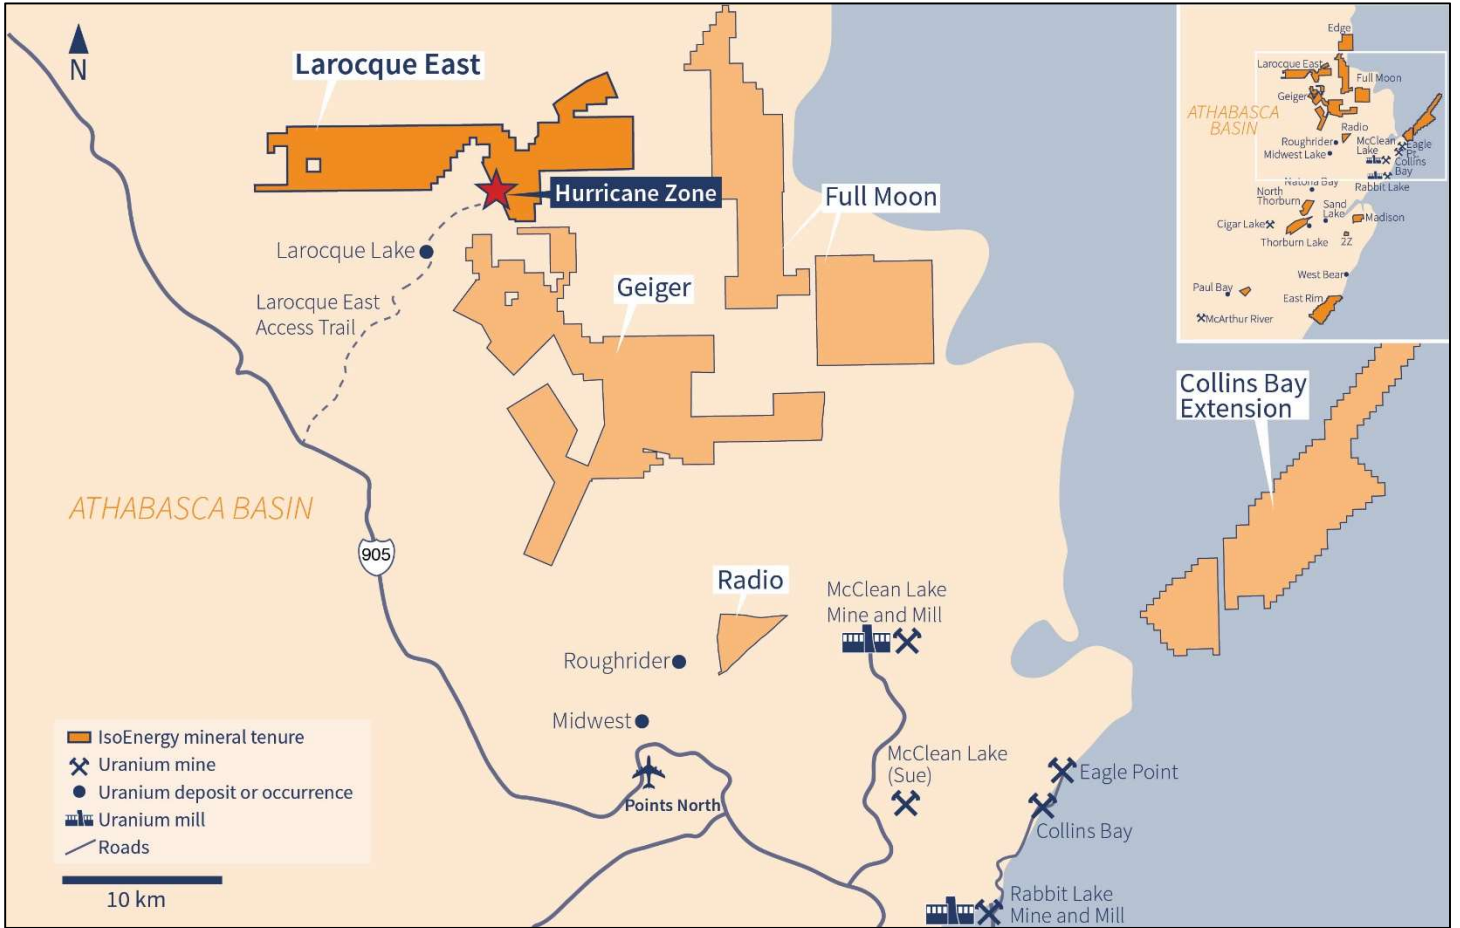 N
Larocque East
Hurricane Zone
Larocque Lake
Larocque East
Access Trail
Geiger
Full Moon
Collins Bay
Extension
ATHABASCA BASIN
905
Radio
McClean Lake
Mine and Mill
Roughrider
Midwest
Points North
McClean Lake
(Sue)
Eagle Point
Collins Bay
Rabbit Lake
Mine and Mill
IsoEnergy mineral tenure
Uranium mine
Uranium deposit or occurrence
Uranium mill
Roads
10 km
Edge
Larocque East
Full Moon
Geiger
ATHABASCA
BASIN
Radio
Roughrider
McClean
Lake
Midwest Lake
Eagle
Pt.
Collins
Bay
Rabbit Lake
Natona Bay
North
Thorburn
Sand
Lake
Madison
Cigar Lake
Thorburn Lake
2Z
West Bear
Paul Bay
East Rim
McArthur River